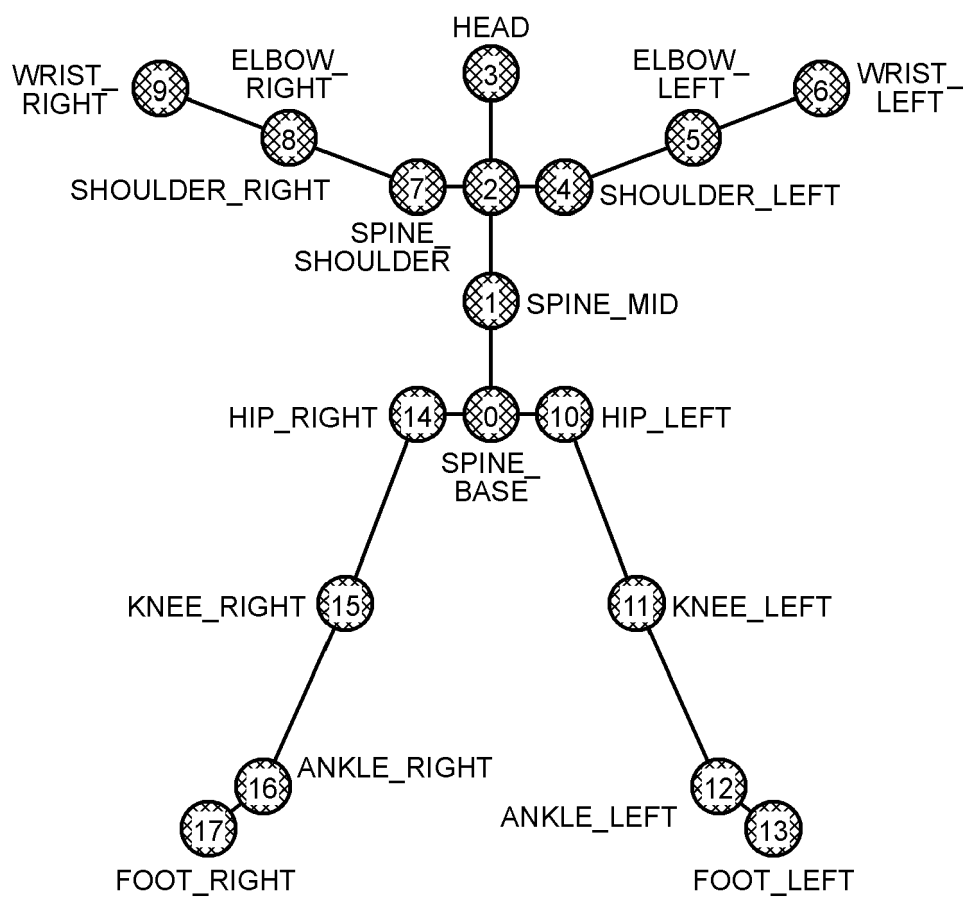 HEAD
3
WRIST_
RIGHT
9
ELBOW_
RIGHT
8
ELBOW_
LEFT
5
6
WRIST_
LEFT
SHOULDER_RIGHT
7
2
4
SHOULDER_LEFT
SPINE_
SHOULDER
1
SPINE_MID
HIP_RIGHT
14
0
10
HIP_LEFT
SPINE_
BASE
KNEE_RIGHT
15
11
KNEE_LEFT
16
ANKLE_RIGHT
12
ANKLE_LEFT
17
13
FOOT_RIGHT
FOOT_LEFT